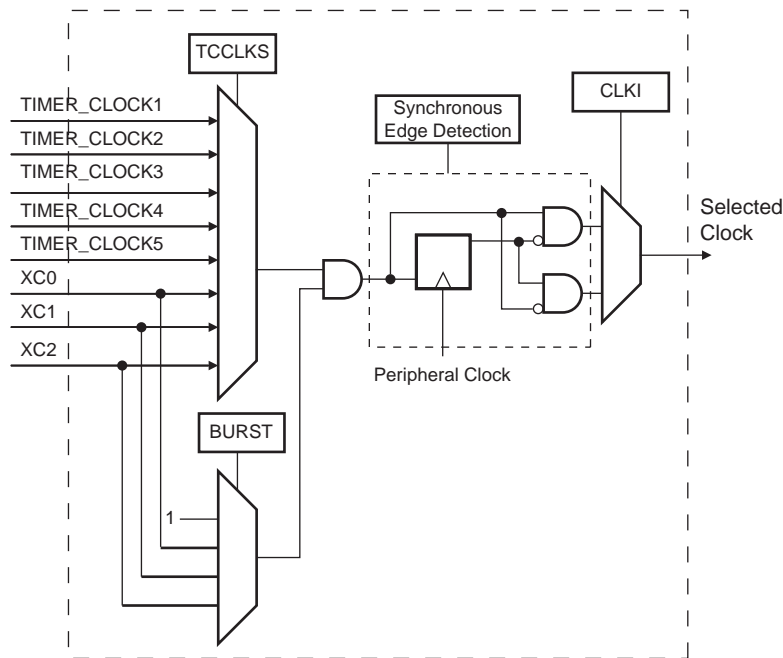 TCCLKS
CLKI
Synchronous
Edge Detection
TIMER_CLOCK1
TIMER_CLOCK2
TIMER_CLOCK3
TIMER_CLOCK4
TIMER_CLOCK5
XC0
XC1
XC2
Selected
Clock
Peripheral Clock
BURST
1